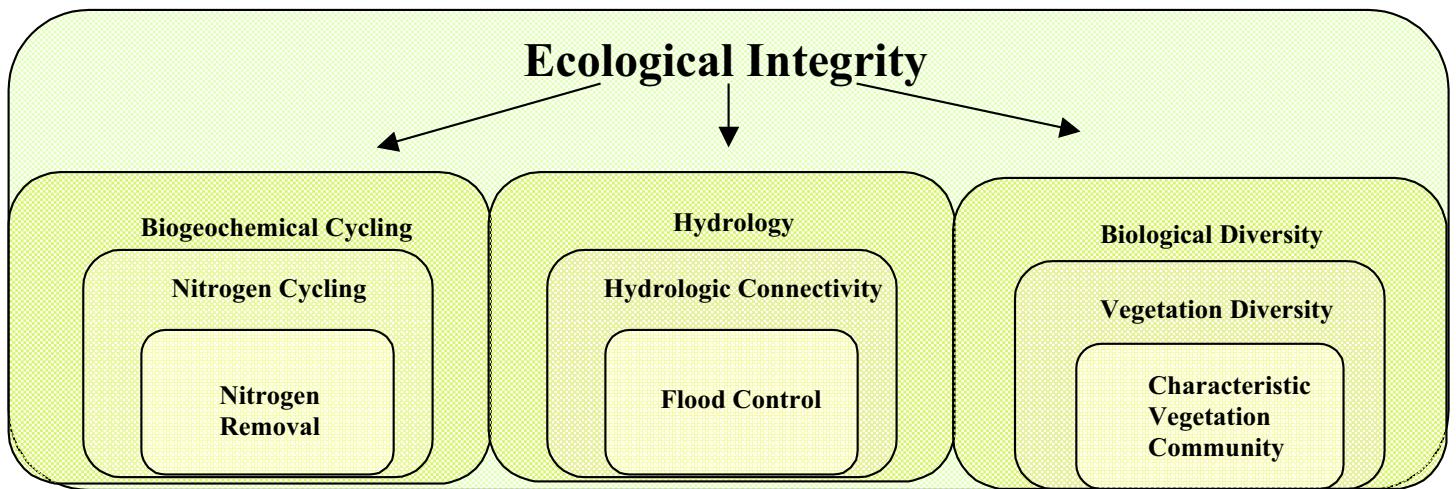 Ecological Integrity
Biogeochemical Cycling
Nitrogen Cycling
Nitrogen
Removal
Hydrology
Hydrologic Connectivity
Flood Control
Biological Diversity
Vegetation Diversity
Characteristic
Vegetation
Community